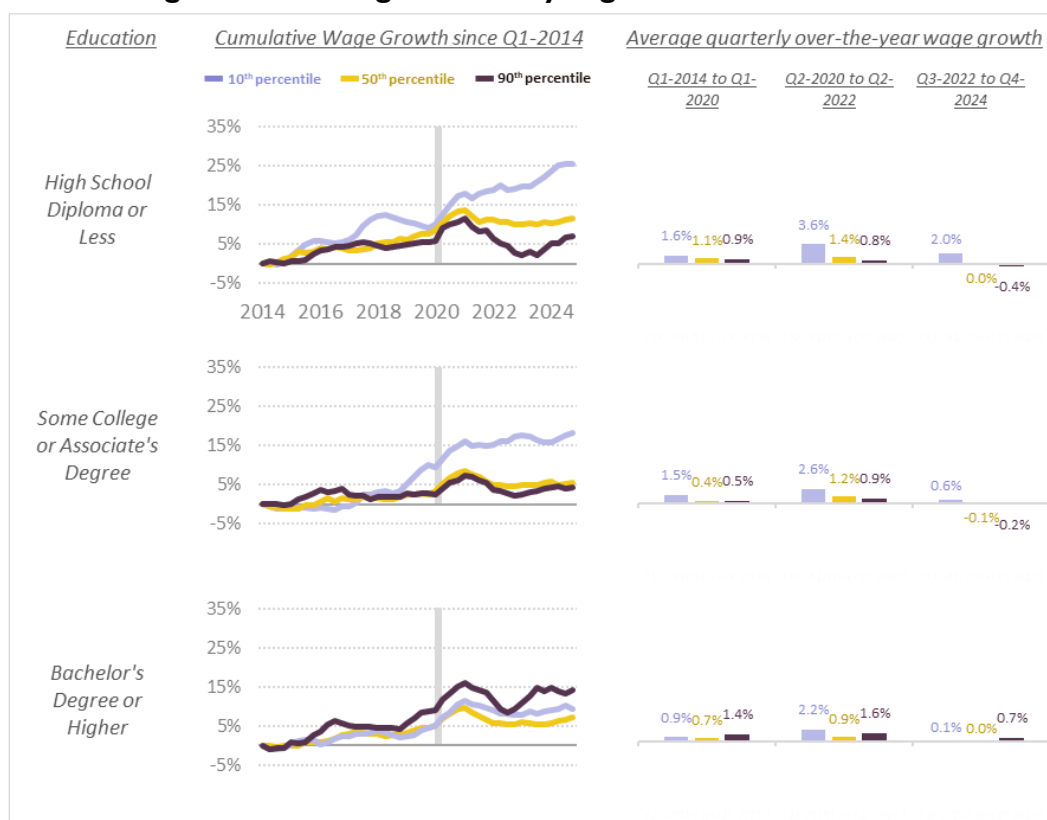 Education
Cumulative Wage Growth since Q1-2014
Average quarterly over-the-year wage growth
10th percentile
50th percentile
90th percentile
Q1-2014 to Q1-
2020
Q2-2020 to Q2-
2022
Q3-2022 to Q4-
2024
High School
Diploma or
Less
35%
25%
15%
5%
-5%
2014 2016 2018 2020 2022 2024
1.6% 1.1% 0.9%
3.6% 1.4% 0.8%
2.0% 0.0% -0.4%
Some College
or Associate's
Degree
35%
25%
15%
5%
-5%
1.5% 0.4% 0.5%
2.6% 1.2% 0.9%
0.6% -0.1% -0.2%
Bachelor's
Degree or
Higher
35%
25%
15%
5%
-5%
0.9% 0.7% 1.4%
2.2% 0.9% 1.6%
0.1% 0.0% 0.7%